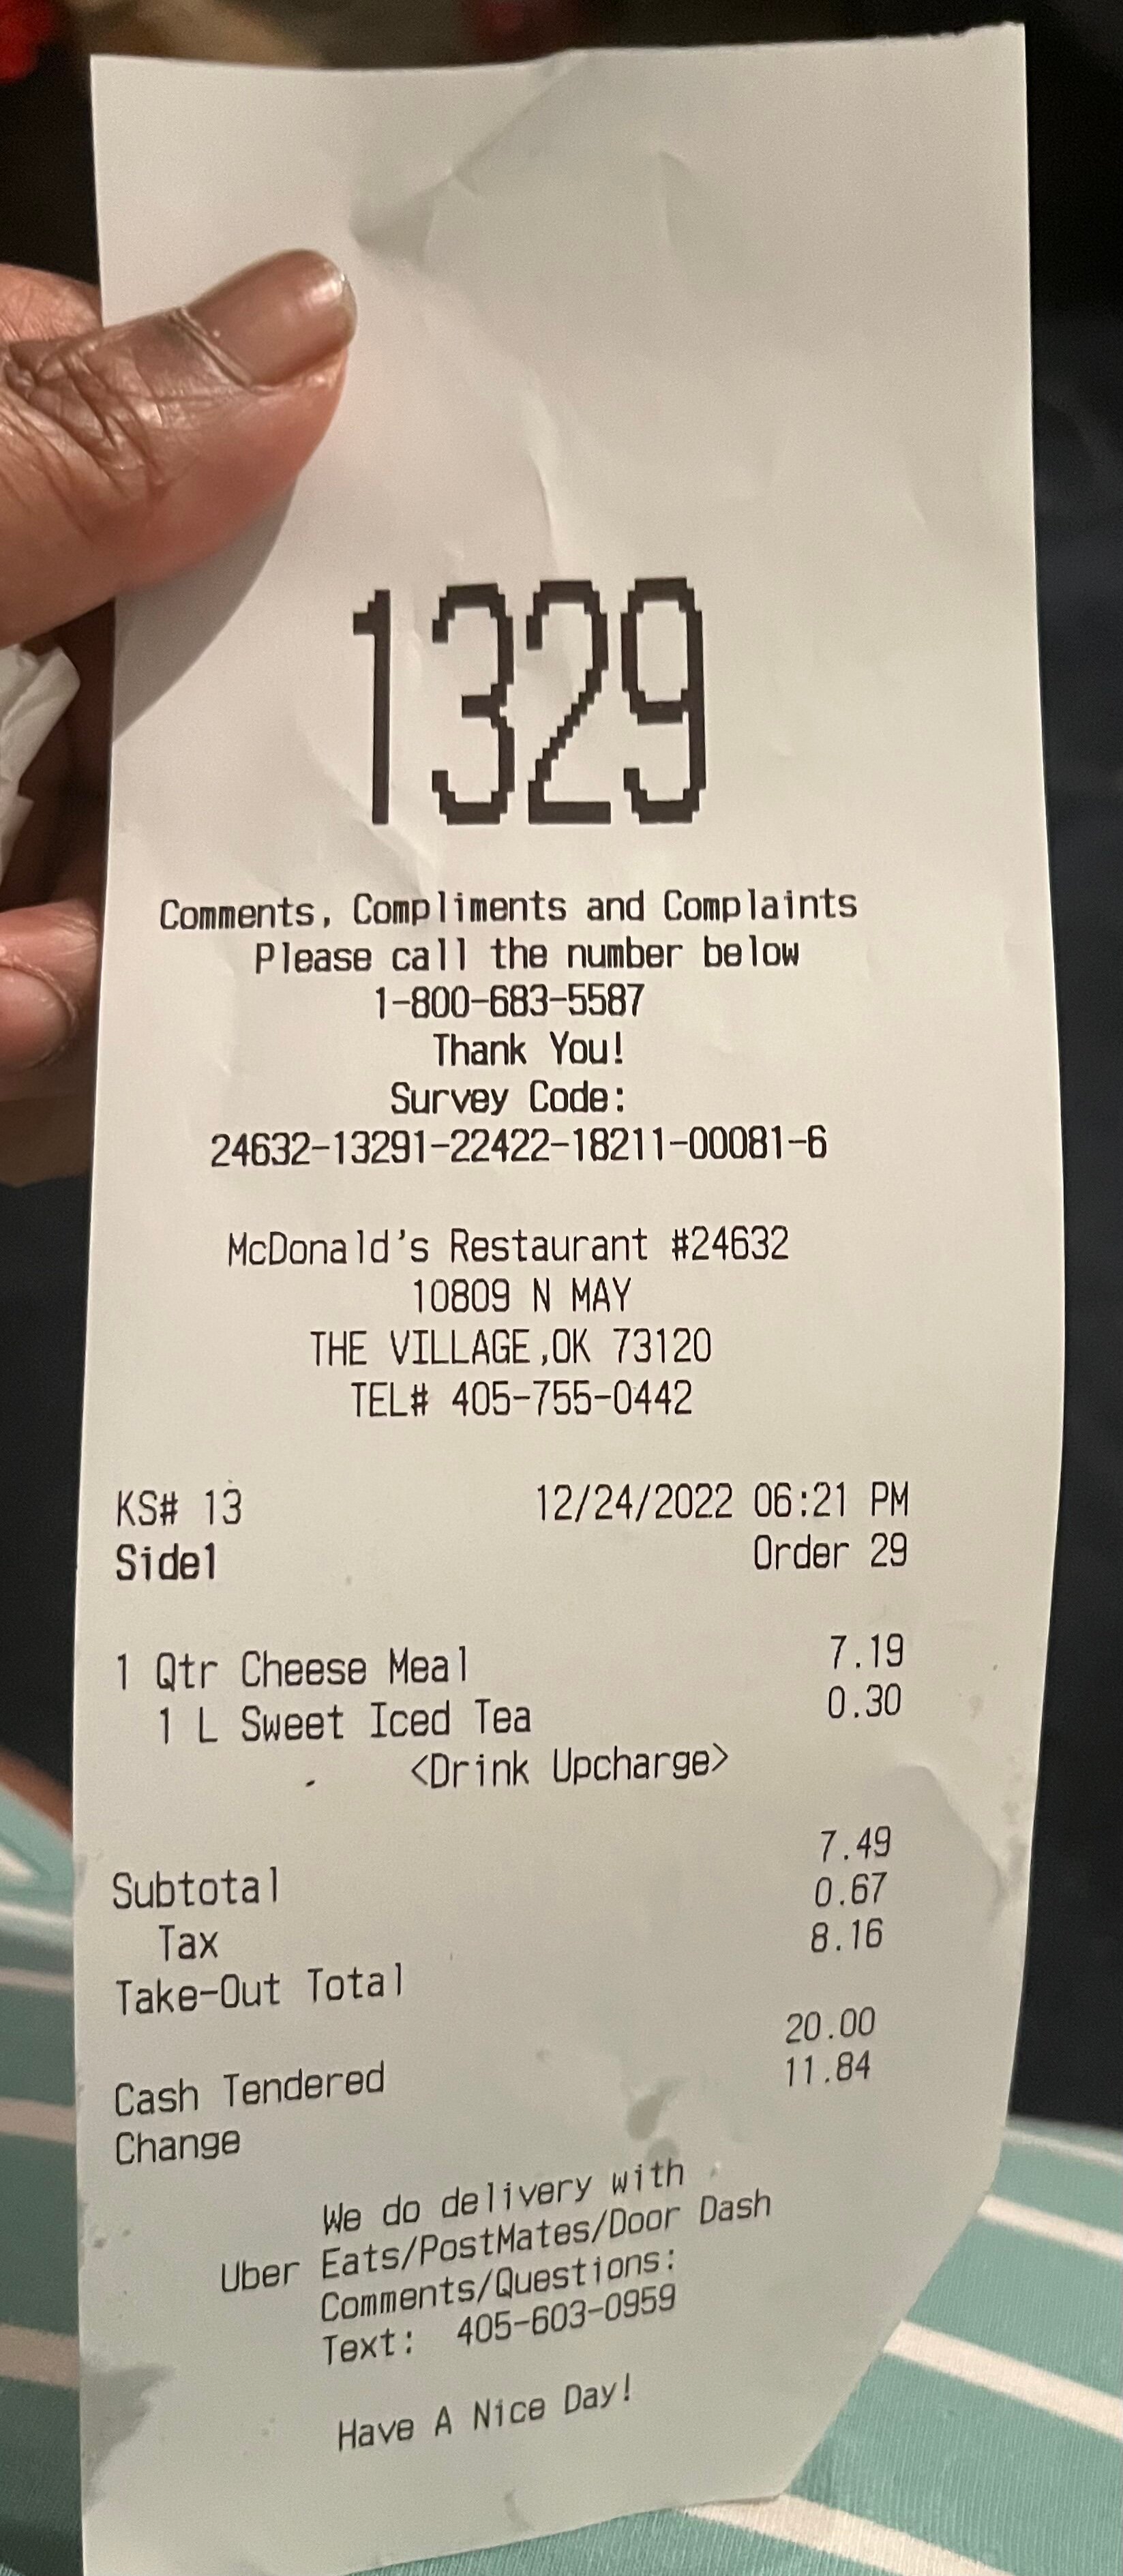 1329
Comments, Compliments and Complaints
Please call the number below
1-800-683-5587
Thank You!
Survey Code:
24632-13291-22422-18211-00081-6
McDonald's Restaurant #24632
10809 N MAY
THE VILLAGE,OK 73120
TEL# 405-755-0442
KS# 13 12/24/2022 06:21 PM
Side1 Order 29
1 Qtr Cheese Meal 7.19
1 L Sweet Iced Tea 0.30
<Drink Upcharge>
Subtotal 7.49
Tax 0.67
Take-Out Total 8.16
Cash Tendered 20.00
Change 11.84
We do delivery with
Uber Eats/PostMates/Door Dash
Comments/Questions:
Text: 405-603-0959
Have A Nice Day!